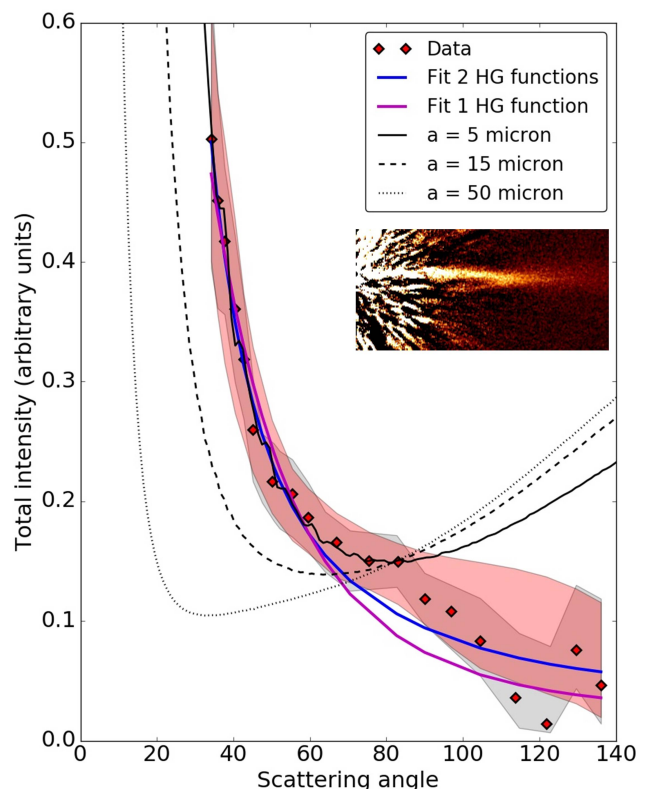 0.6
0.5
0.4
0.3
0.2
0.1
0.0
Total intensity (arbitrary units)
Data
Fit 2 HG functions
Fit 1 HG function
a = 5 micron
a = 15 micron
a = 50 micron
0 20 40 60 80 100 120 140
Scattering angle